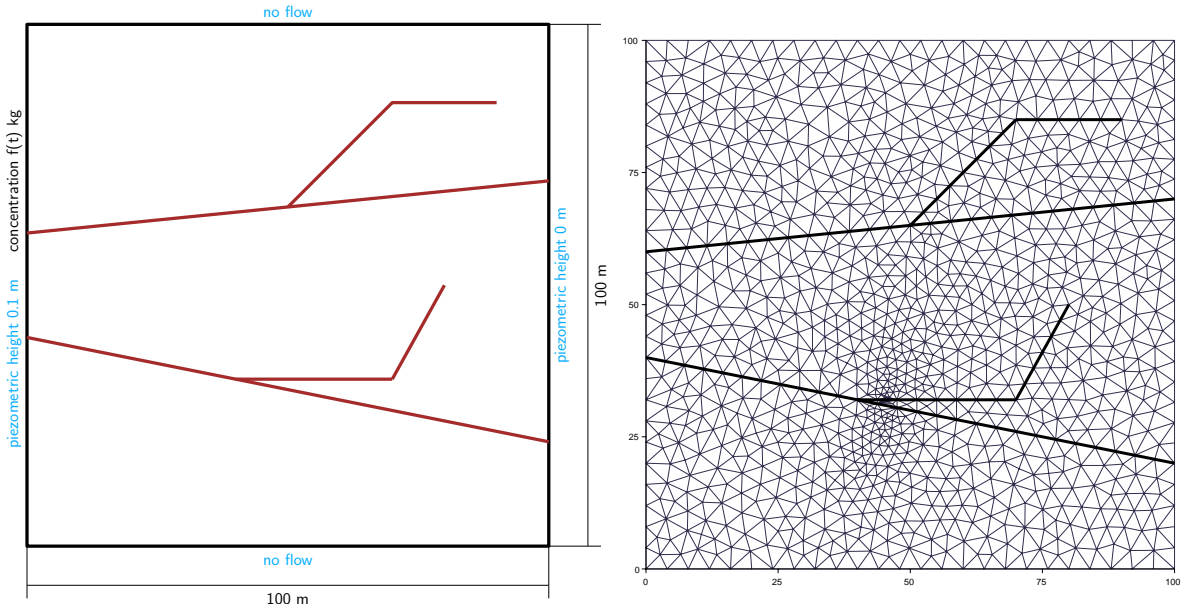 no flow
concentration f(t) kg
piezometric height 0.1 m
piezometric height 0 m
100 m
no flow
100 m
100
75
50
25
0
0
25
50
75
100